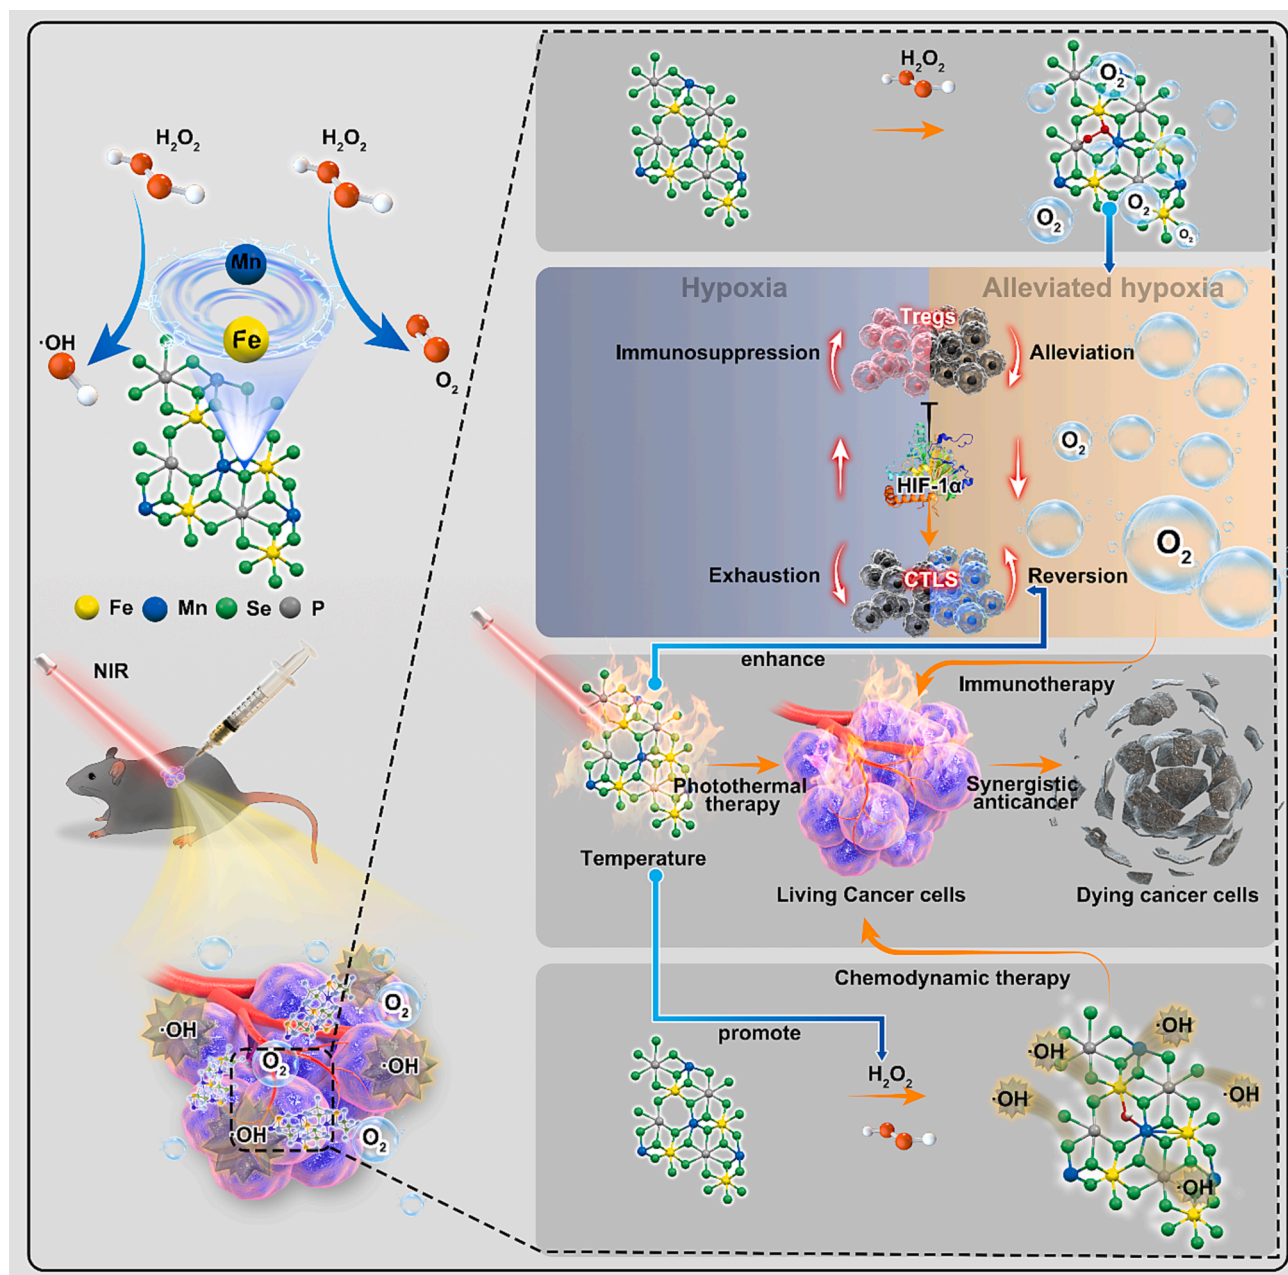 H₂O₂
H₂O₂
Mn
Fe
·OH
O₂
Fe
Mn
Se
P
NIR
O₂
·OH
O₂
·OH
·OH
O₂
H₂O₂
O₂
O₂
O₂
O₂
Hypoxia
Alleviated hypoxia
Tregs
Immunosuppression
Alleviation
O₂
HIF-1α
O₂
Exhaustion
CTLS
Reversion
enhance
Immunotherapy
Photothermal
therapy
Synergistic
anticancer
Temperature
Living Cancer cells
Dying cancer cells
Chemodynamic therapy
promote
H₂O₂
·OH
·OH
·OH
·OH
·OH